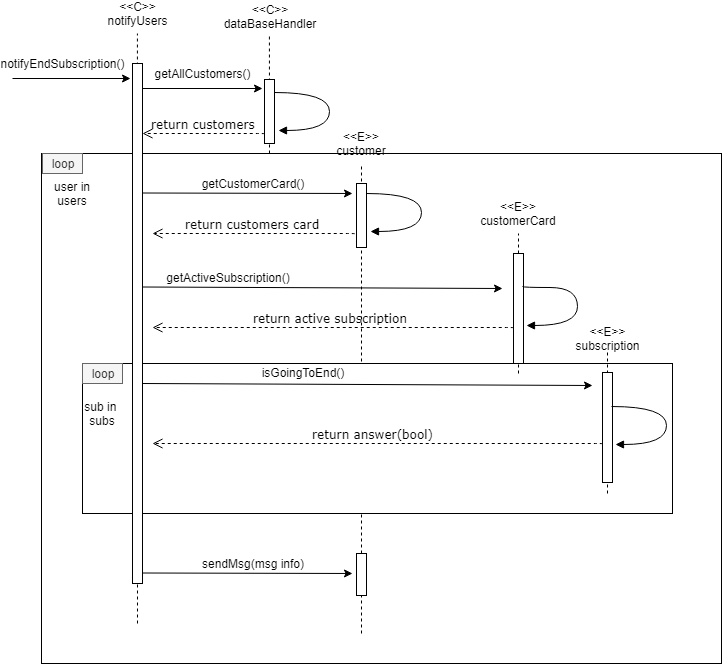 <<C>>
notifyUsers
<<C>>
dataBaseHandler
notifyEndSubscription()
getAllCustomers()
return customers
<<E>>
customer
loop
user in
users
getCustomerCard()
return customers card
<<E>>
customerCard
getActiveSubscription()
return active subscription
<<E>>
subscription
loop
isGoingToEnd()
sub in
subs
return answer(bool)
sendMsg(msg info)